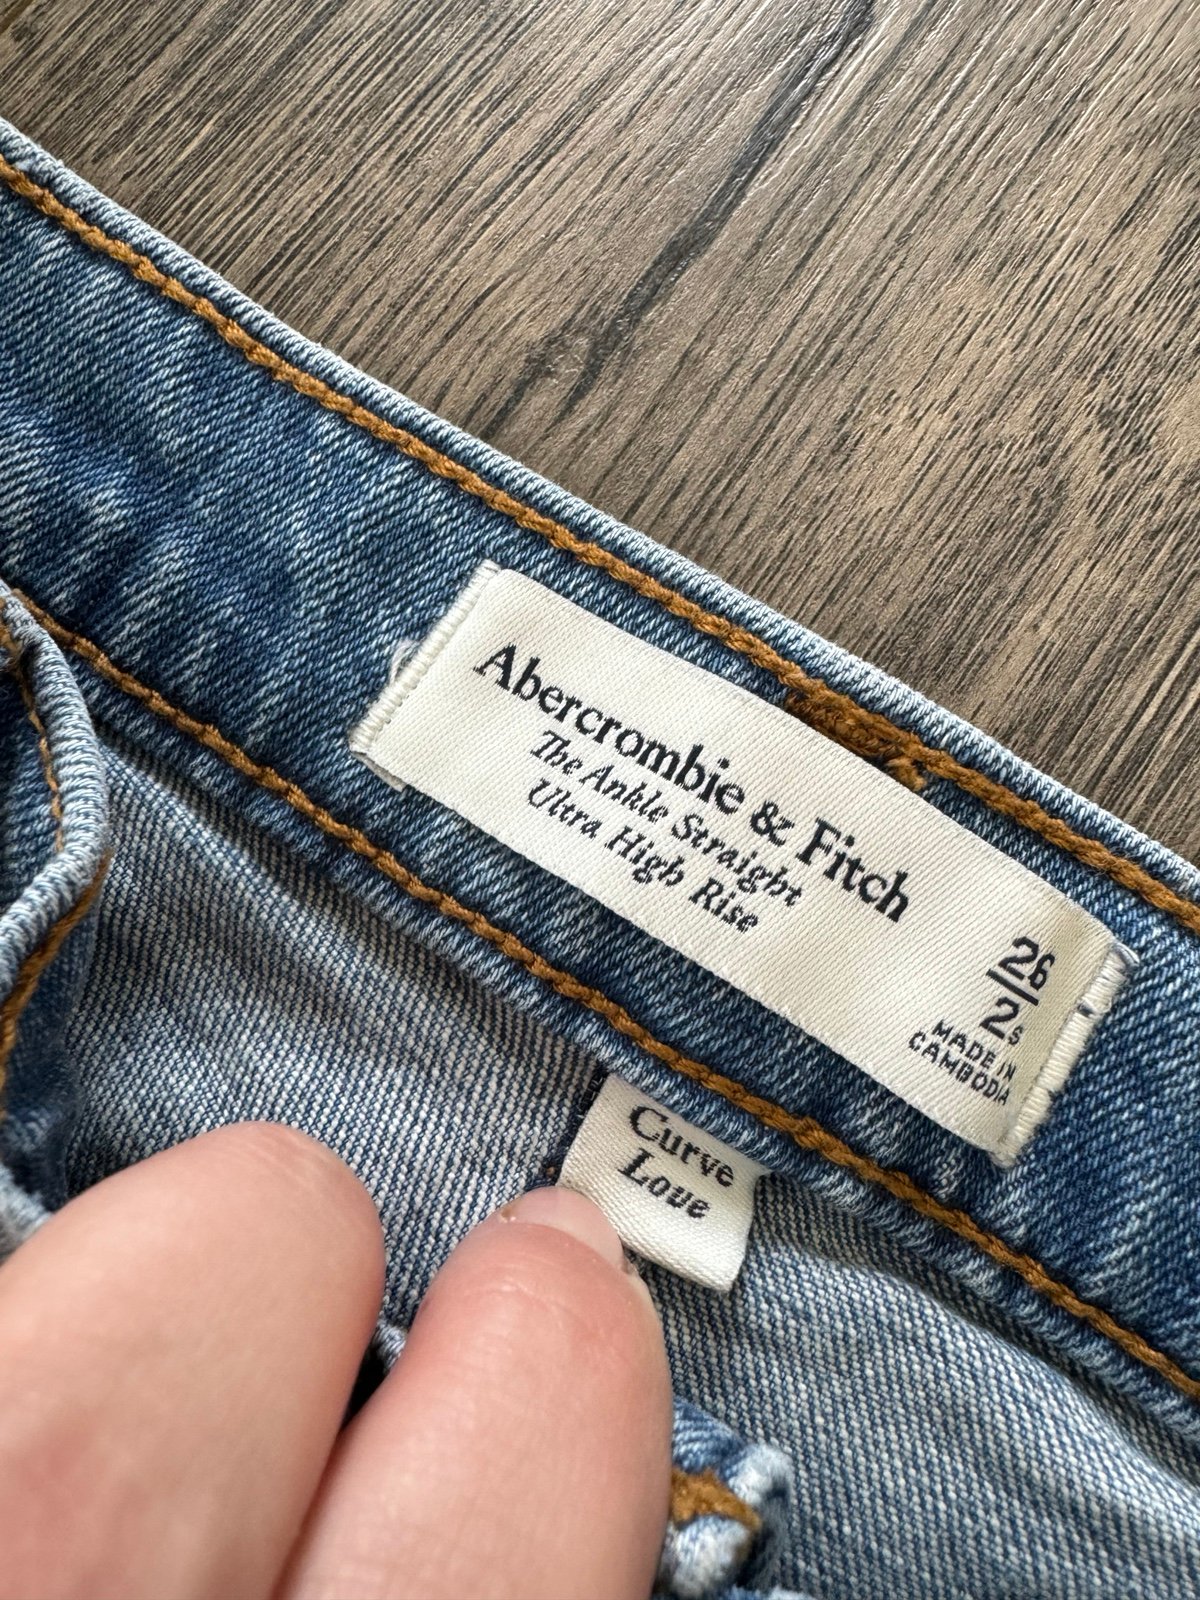 Abercrombie & Fitch
The Ankle Straight
Ultra High Rise
26
2s
MADE IN
CAMBODIA
Curve
Love